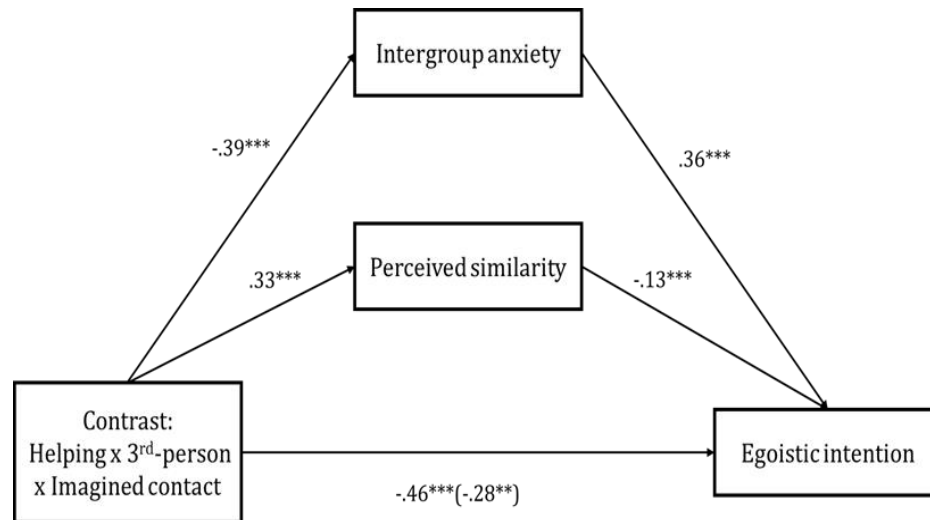 Intergroup anxiety
-.39***
.36***
Perceived similarity
.33***
-.13***
Contrast:
Helping x 3rd-person
x Imagined contact
Egoistic intention
-.46***(-.28**)